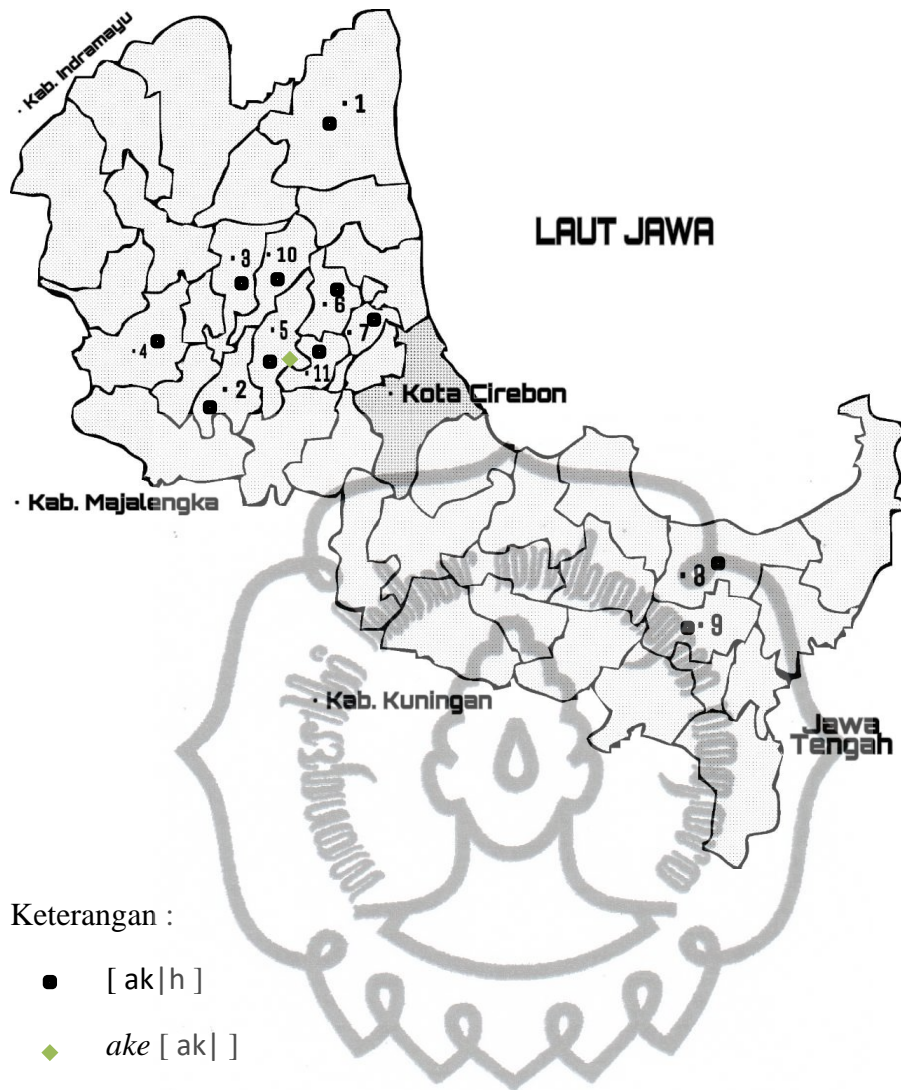 · Kab. Indramayu
· 1
LAUT JAWA
· 3
· 10
· 6
· 5
· 7
· 4
· 11
· 2
· Kota Cirebon
· Kab. Majalengka
· 8
· 9
· Kab. Kuningan
Jawa
Tengah
Keterangan :
[ ak|h ]
ake [ ak| ]